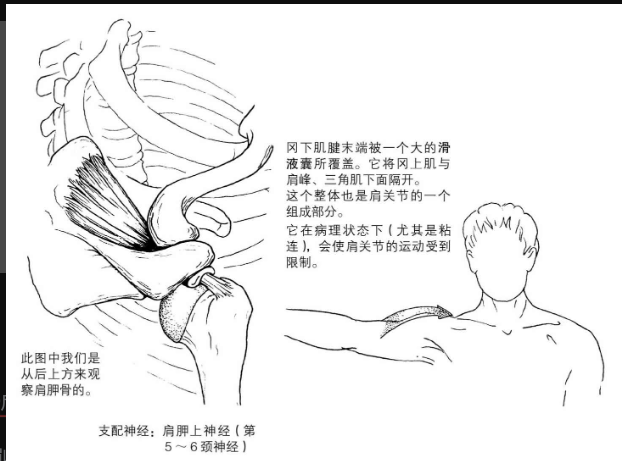 冈下肌腱末端被一个大的滑
液囊所覆盖。它将冈上肌与
肩峰、三角肌下面隔开。
这个整体也是肩关节的一个
组成部分。
它在病理状态下（尤其是粘
连），会使肩关节的运动受到
限制。
此图中我们是
从后上方来观
察肩胛骨的。
支配神经：肩胛上神经（第
5～6颈神经）